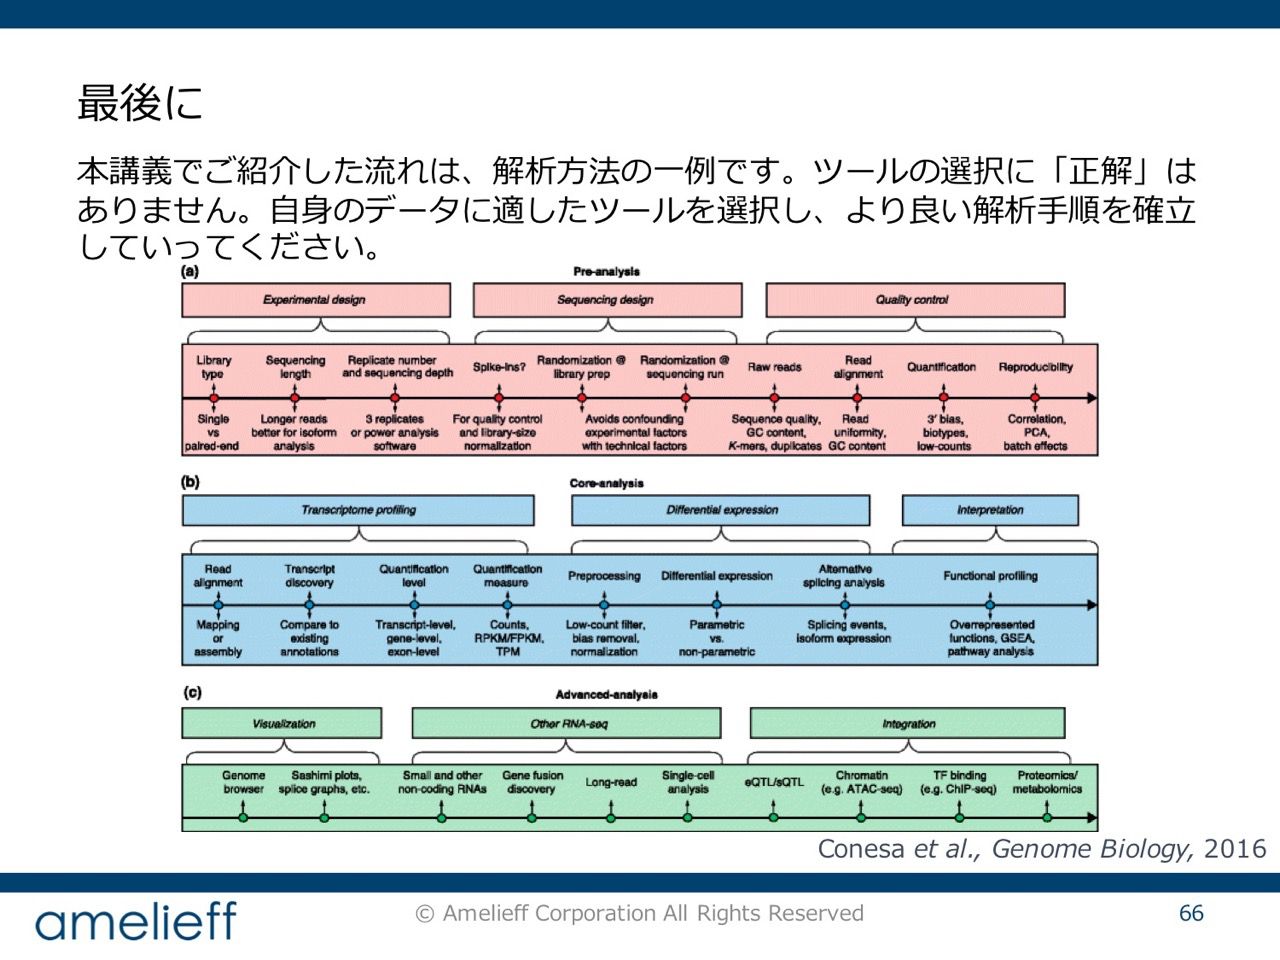 最後に
本講義でご紹介した流れは、解析方法の一例です。ツールの選択に「正解」は
ありません。自身のデータに適したツールを選択し、より良い解析手順を確立
していってください。
(a)
Pre-analysis
Experimental design
Sequencing design
Quality control
Library
type
Sequencing
length
Replicate number
and sequencing depth
Spike-ins?
Randomization @
library prep
Randomization @
sequencing run
Raw reads
Read
alignment
Quantification
Reproducibility
Single
vs
paired-end
Longer reads
better for isoform
analysis
3 replicates
or power analysis
software
For quality control
and library-size
normalization
Avoids confounding
experimental factors
with technical factors
Sequence quality,
GC content,
K-mers, duplicates
Read
uniformity,
GC content
3' bias,
biotypes,
low-counts
Correlation,
PCA,
batch effects
(b)
Core-analysis
Transcriptome profiling
Differential expression
Interpretation
Read
alignment
Transcript
discovery
Quantification
level
Quantification
measure
Preprocessing
Differential expression
Alternative
splicing analysis
Functional profiling
Mapping
or
assembly
Compare to
existing
annotations
Transcript-level,
gene-level,
exon-level
Counts,
RPKM/FPKM,
TPM
Low-count filter,
bias removal,
normalization
Parametric
vs.
non-parametric
Splicing events,
isoform expression
Overrepresented
functions, GSEA,
pathway analysis
(c)
Advanced-analysis
Visualization
Other RNA-seq
Integration
Genome
browser
Sashimi plots,
splice graphs, etc.
Small and other
non-coding RNAs
Gene fusion
discovery
Long-read
Single-cell
analysis
eQTL/sQTL
Chromatin
(e.g. ATAC-seq)
TF binding
(e.g. ChIP-seq)
Proteomics/
metabolomics
Conesa et al., Genome Biology, 2016
amelieff
© Amelieff Corporation All Rights Reserved
66